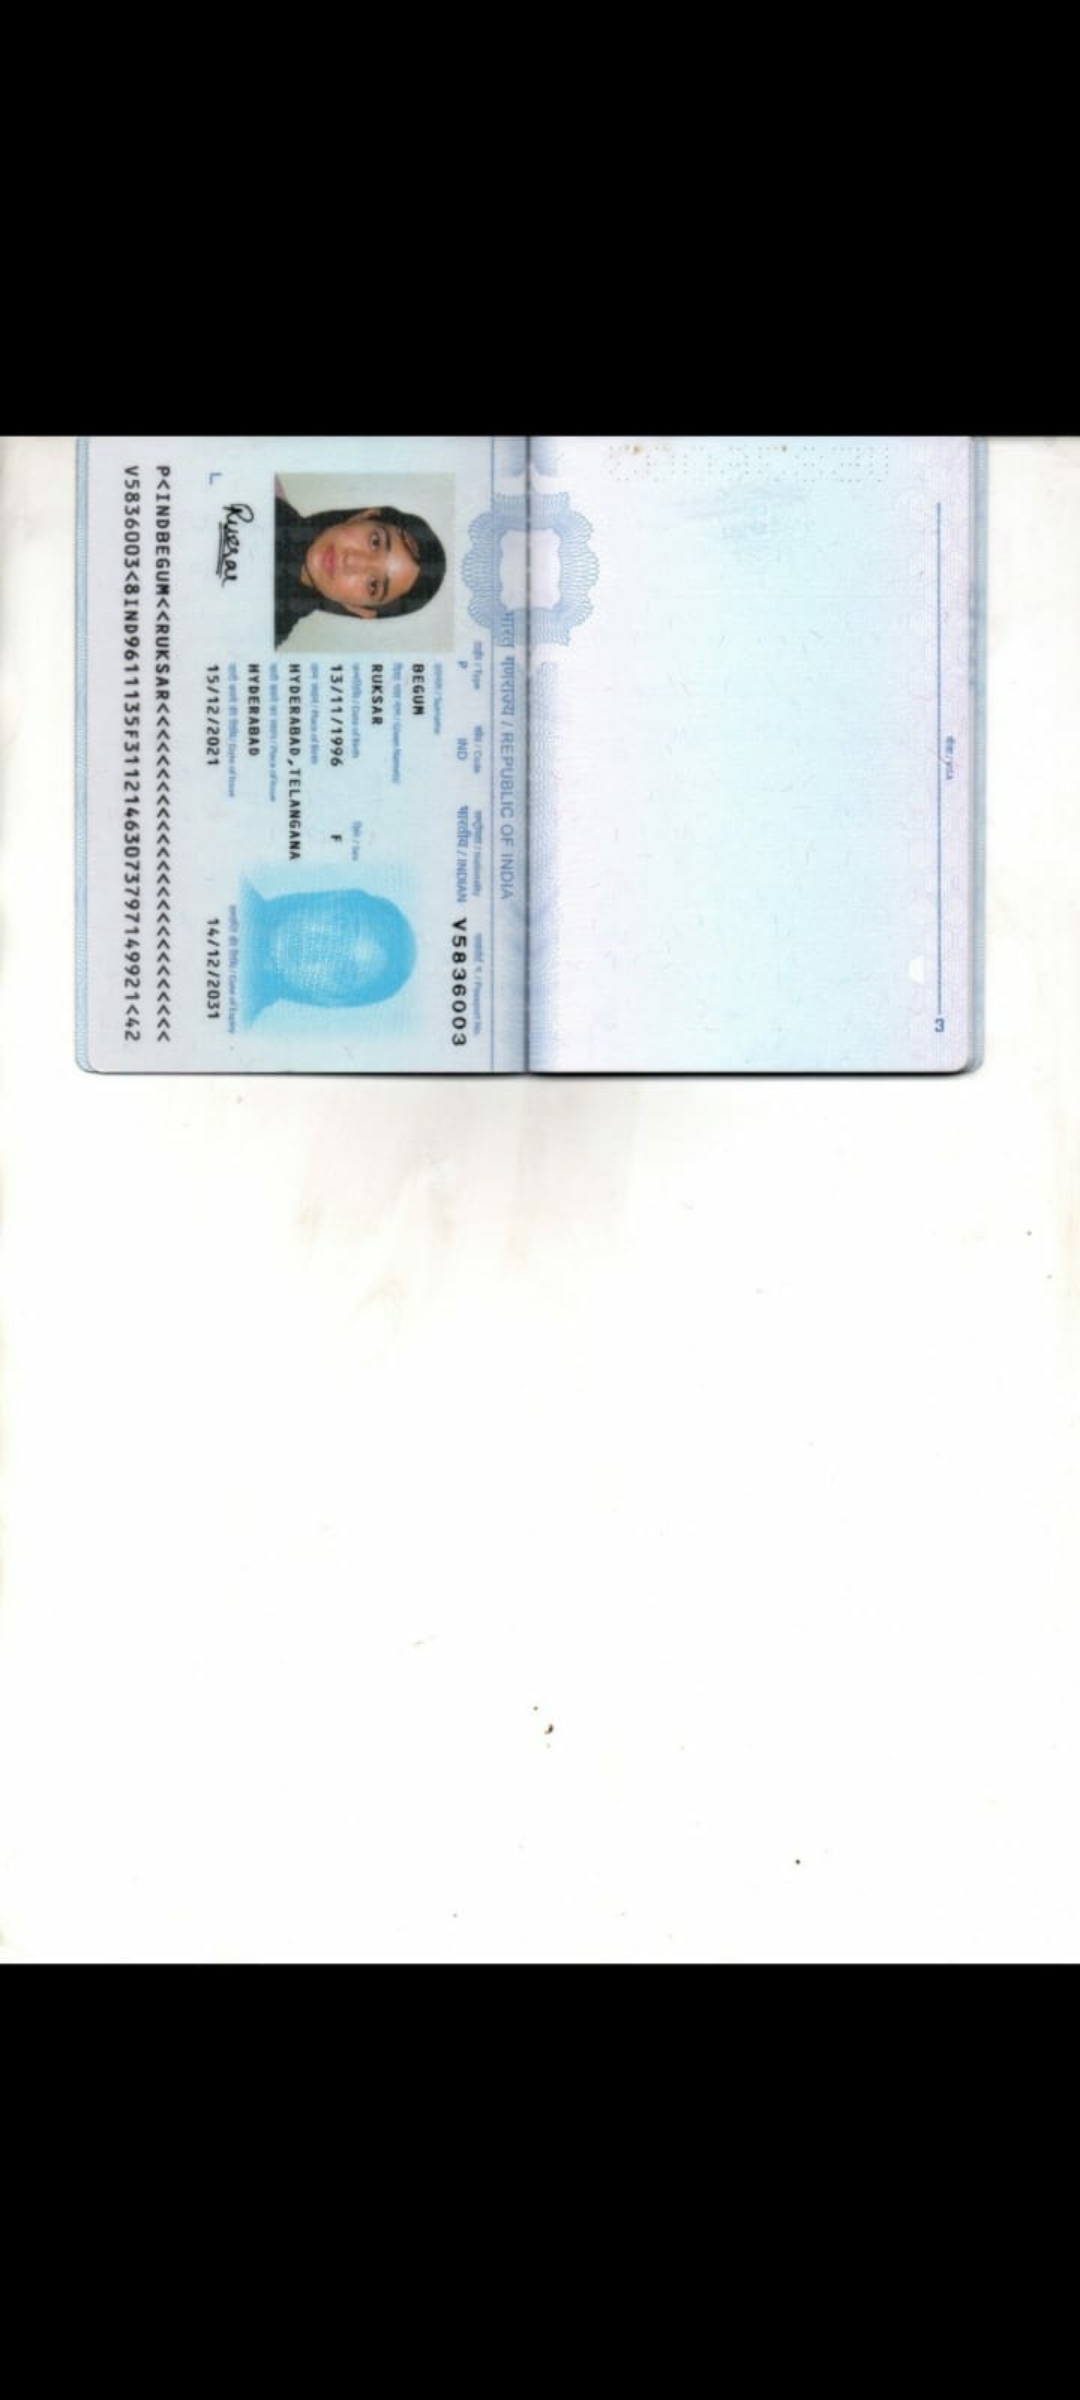 भारत गणराज्य / REPUBLIC OF INDIA
टाइप / Type
कोड / Code
राष्ट्रीयता / Nationality
पासपोर्ट न. / Passport No.
P
IND
भारतीय / INDIAN
V5836003
उपनाम / Surname
BEGUM
दिया गया नाम / Given Name(s)
RUKSAR
जन्मतिथि / Date of Birth
लिंग / Sex
13/11/1996
F
जन्म स्थान / Place of Birth
HYDERABAD,TELANGANA
जारी करने का स्थान / Place of Issue
HYDERABAD
जारी करने की तिथि / Date of Issue
समाप्ति की तिथि / Date of Expiry
15/12/2021
14/12/2031
P<INDBEGUM<<RUKSAR<<<<<<<<<<<<<<<<<<<<<<<<<<
V5836003<8IND9611135F3112146307379714992​1<42
वीज़ा / VISA
3